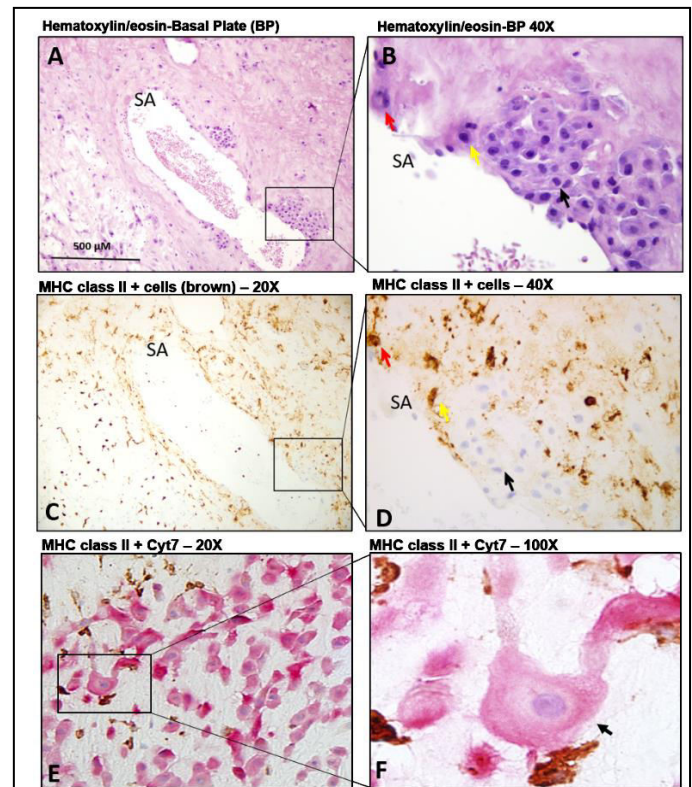 Hematoxylin/eosin-Basal Plate (BP)
Hematoxylin/eosin-BP 40X
A
SA
500 µM
B
SA
MHC class II + cells (brown) – 20X
MHC class II + cells – 40X
SA
C
SA
D
MHC class II + Cyt7 – 20X
MHC class II + Cyt7 – 100X
E
F